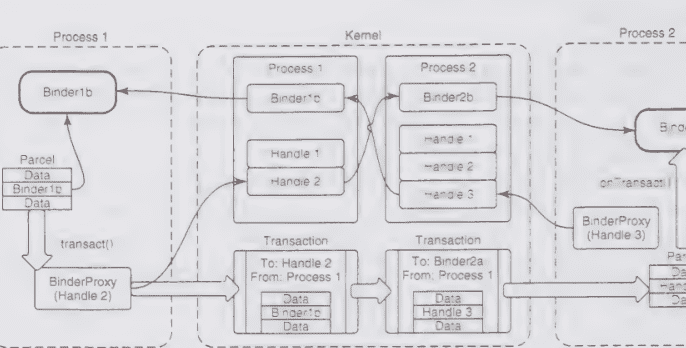 Process 1
Kernel
Process 2
Process 1
Process 2
Binder1b
Binder1b
Binder2b
Handle 1
Handle 1
Parcel
Data
Binder1b
Data
Handle 2
Handle 2
Handle 3
onTransact()
BinderProxy
(Handle 3)
transact()
Transaction
Transaction
To: Handle 2
From: Process 1
To: Binder2a
From: Process 1
BinderProxy
(Handle 2)
Data
Binder1b
Data
Data
Handle 3
Data